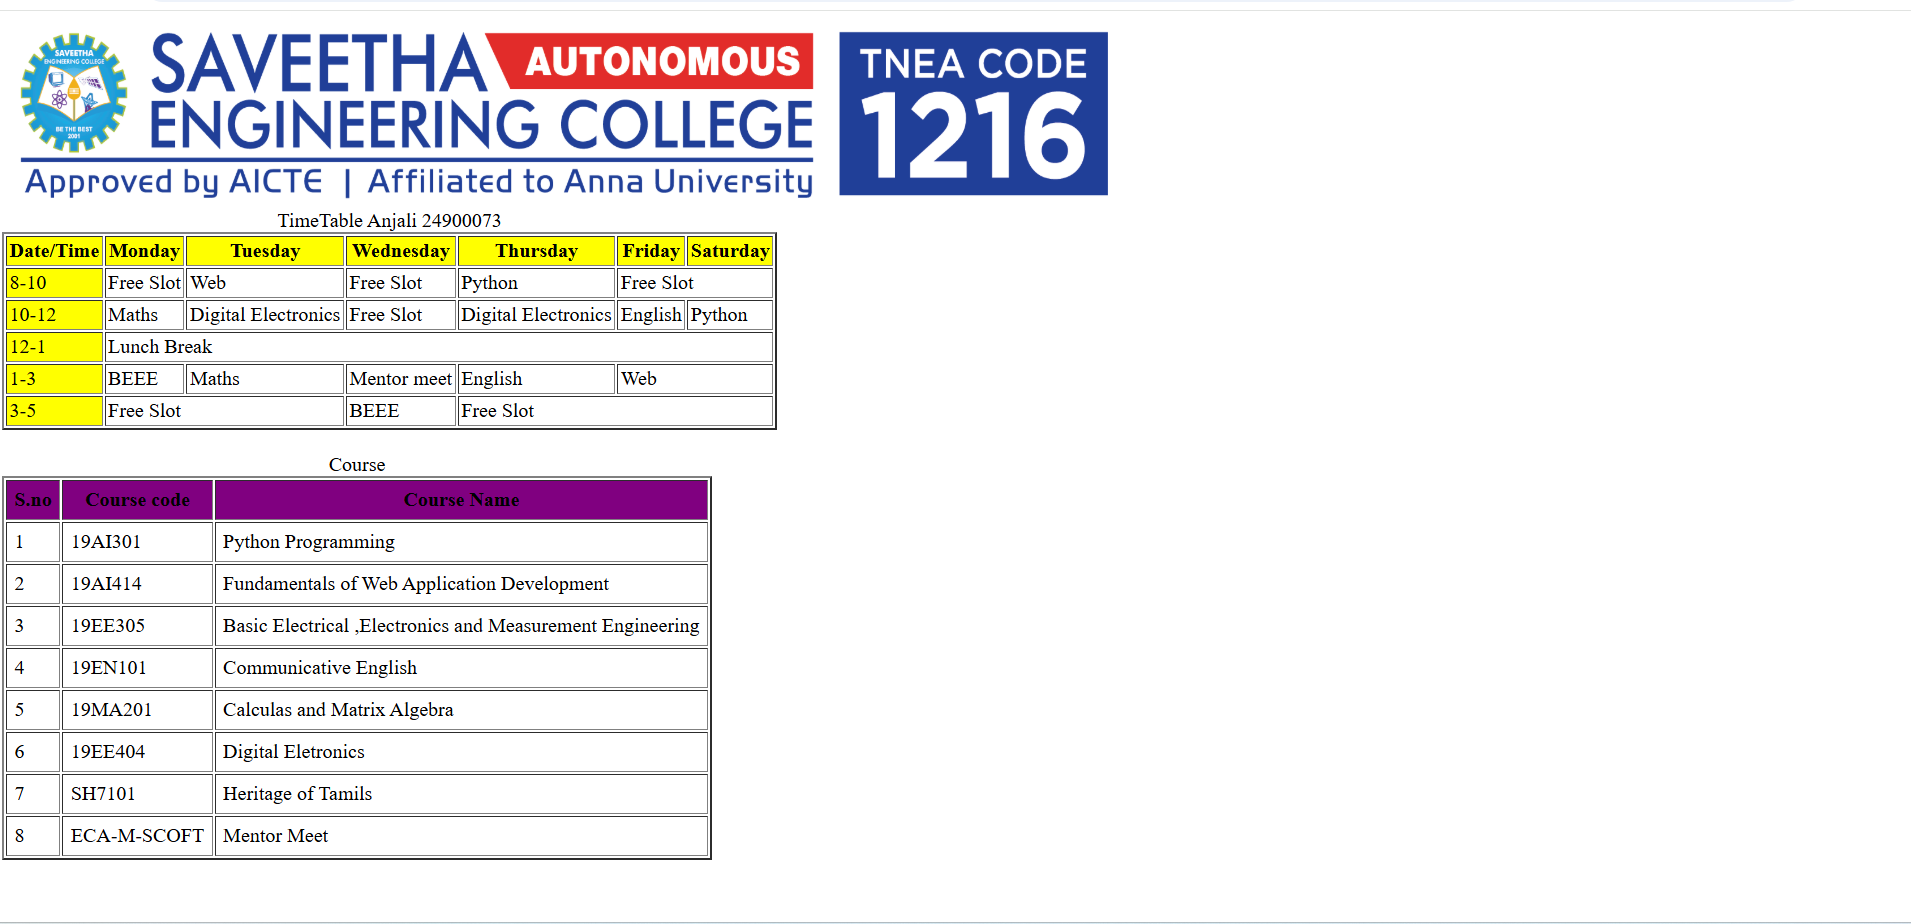 SAVEETHA
ENGINEERING COLLEGE
BE THE BEST
2001
SAVEETHA AUTONOMOUS
ENGINEERING COLLEGE
Approved by AICTE | Affiliated to Anna University
TNEA CODE
1216
TimeTable Anjali 24900073
Date/Time Monday Tuesday Wednesday Thursday Friday Saturday
8-10 Free Slot Web Free Slot Python Free Slot
10-12 Maths Digital Electronics Free Slot Digital Electronics English Python
12-1 Lunch Break
1-3 BEEE Maths Mentor meet English Web
3-5 Free Slot BEEE Free Slot
Course
S.no Course code Course Name
1 19AI301 Python Programming
2 19AI414 Fundamentals of Web Application Development
3 19EE305 Basic Electrical ,Electronics and Measurement Engineering
4 19EN101 Communicative English
5 19MA201 Calculas and Matrix Algebra
6 19EE404 Digital Eletronics
7 SH7101 Heritage of Tamils
8 ECA-M-SCOFT Mentor Meet